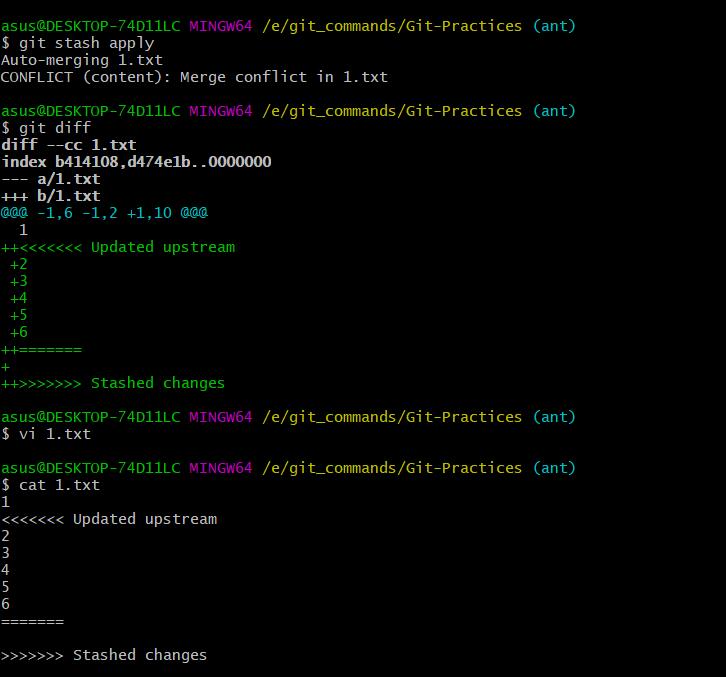 asus@DESKTOP-74D11LC MINGW64 /e/git_commands/Git-Practices (ant)
$ git stash apply
Auto-merging 1.txt
CONFLICT (content): Merge conflict in 1.txt
asus@DESKTOP-74D11LC MINGW64 /e/git_commands/Git-Practices (ant)
$ git diff
diff --cc 1.txt
index b414108,d474e1b..0000000
--- a/1.txt
+++ b/1.txt
@@@ -1,6 -1,2 +1,10 @@@
  1
++<<<<<<< Updated upstream
 +2
 +3
 +4
 +5
 +6
++=======
+
++>>>>>>> Stashed changes
asus@DESKTOP-74D11LC MINGW64 /e/git_commands/Git-Practices (ant)
$ vi 1.txt
asus@DESKTOP-74D11LC MINGW64 /e/git_commands/Git-Practices (ant)
$ cat 1.txt
1
<<<<<<< Updated upstream
2
3
4
5
6
=======
>>>>>>> Stashed changes